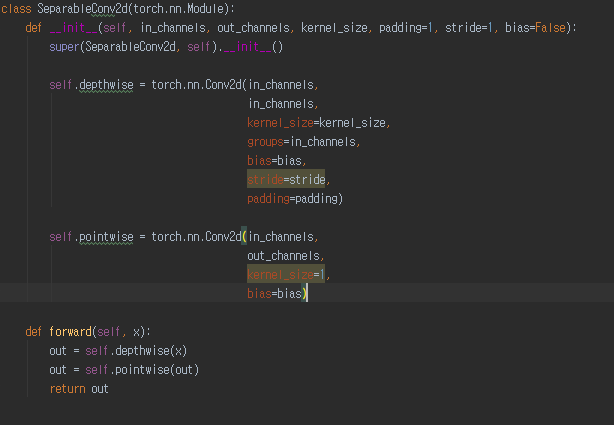 class SeparableConv2d(torch.nn.Module):
    def __init__(self, in_channels, out_channels, kernel_size, padding=1, stride=1, bias=False):
        super(SeparableConv2d, self).__init__()

        self.depthwise = torch.nn.Conv2d(in_channels,
                                         in_channels,
                                         kernel_size=kernel_size,
                                         groups=in_channels,
                                         bias=bias,
                                         stride=stride,
                                         padding=padding)

        self.pointwise = torch.nn.Conv2d(in_channels,
                                         out_channels,
                                         kernel_size=1,
                                         bias=bias)

    def forward(self, x):
        out = self.depthwise(x)
        out = self.pointwise(out)
        return out